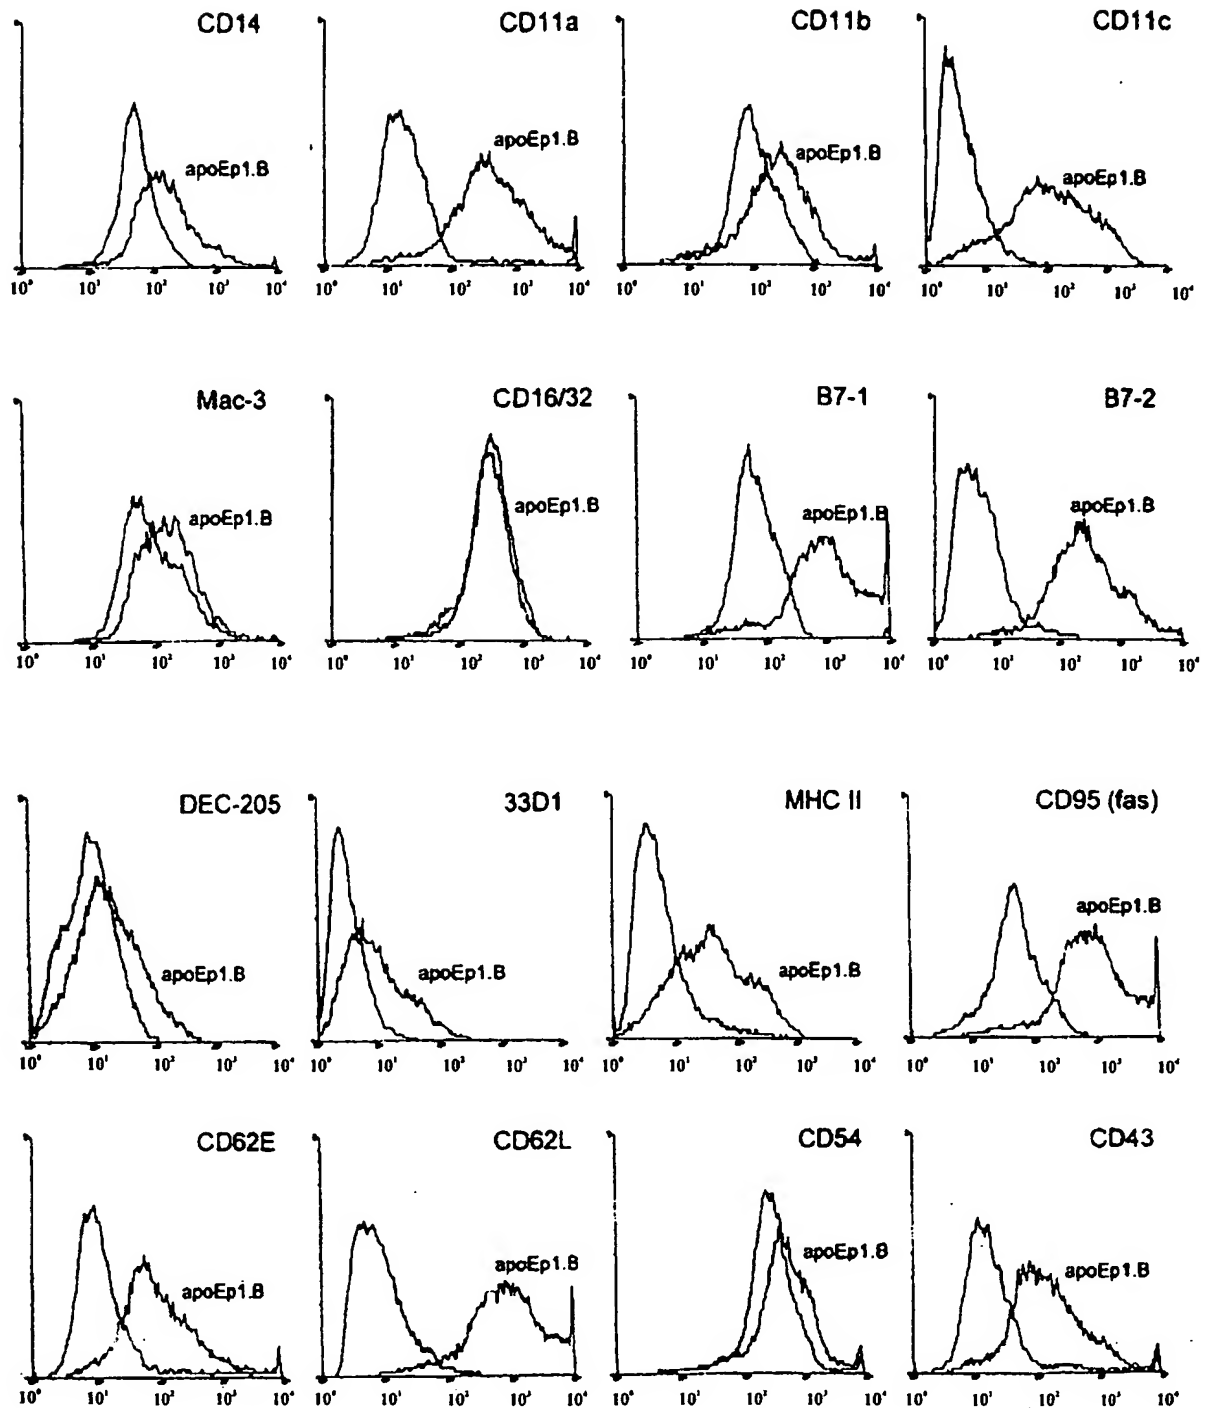 CD14 CD11a CD11b CD11c
apoEp1.B apoEp1.B apoEp1.B apoEp1.B
10⁰ 10¹ 10² 10³ 10⁴ 10⁰ 10¹ 10² 10³ 10⁴ 10⁰ 10¹ 10² 10³ 10⁴ 10⁰ 10¹ 10² 10³ 10⁴
Mac-3 CD16/32 B7-1 B7-2
apoEp1.B apoEp1.B apoEp1.B apoEp1.B
10⁰ 10¹ 10² 10³ 10⁴ 10⁰ 10¹ 10² 10³ 10⁴ 10⁰ 10¹ 10² 10³ 10⁴ 10⁰ 10¹ 10² 10³ 10⁴
DEC-205 33D1 MHC II CD95 (fas)
apoEp1.B apoEp1.B apoEp1.B apoEp1.B
10⁰ 10¹ 10² 10³ 10⁴ 10⁰ 10¹ 10² 10³ 10⁴ 10⁰ 10¹ 10² 10³ 10⁴ 10⁰ 10¹ 10² 10³ 10⁴
CD62E CD62L CD54 CD43
apoEp1.B apoEp1.B apoEp1.B apoEp1.B
10⁰ 10¹ 10² 10³ 10⁴ 10⁰ 10¹ 10² 10³ 10⁴ 10⁰ 10¹ 10² 10³ 10⁴ 10⁰ 10¹ 10² 10³ 10⁴